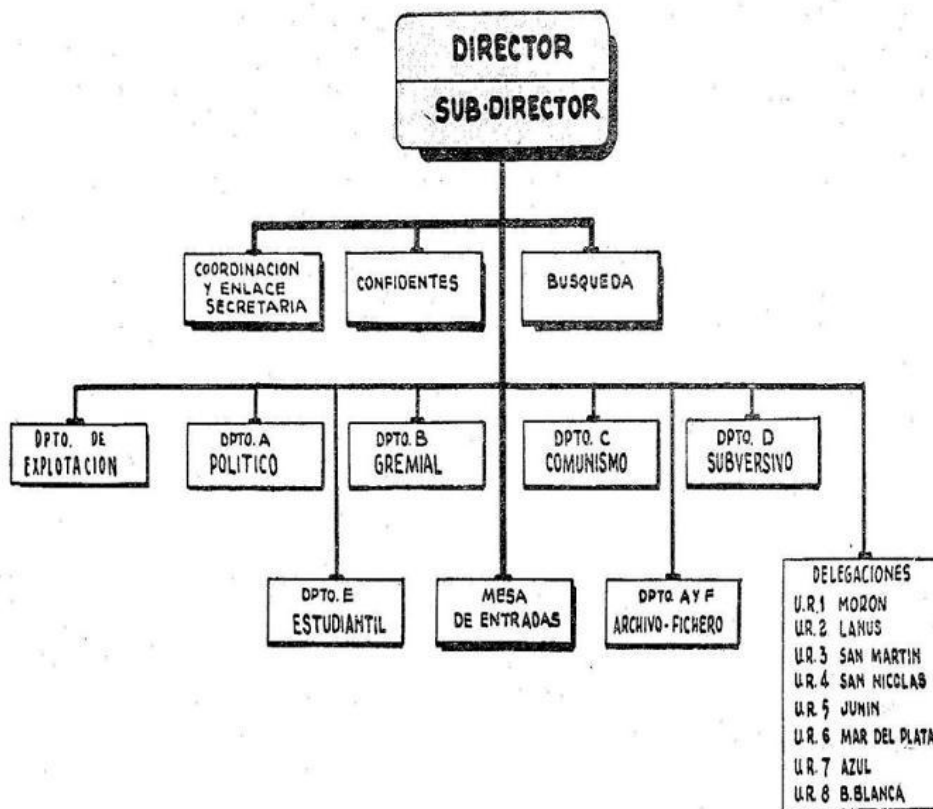 DIRECTOR
SUB-DIRECTOR
COORDINACION
Y ENLACE
SECRETARIA
CONFIDENTES
BUSQUEDA
DPTO. DE
EXPLOTACION
DPTO. A
POLITICO
DPTO. B
GREMIAL
DPTO. C
COMUNISMO
DPTO. D
SUBVERSIVO
DPTO. E
ESTUDIANTIL
MESA
DE ENTRADAS
DPTO. A Y F
ARCHIVO-FICHERO
DELEGACIONES
U.R.1 MORON
U.R. 2 LANUS
U.R. 3 SAN MARTIN
U.R. 4 SAN NICOLAS
U.R. 5 JUNIN
U.R. 6 MAR DEL PLATA
U.R. 7 AZUL
U.R 8 B.BLANCA